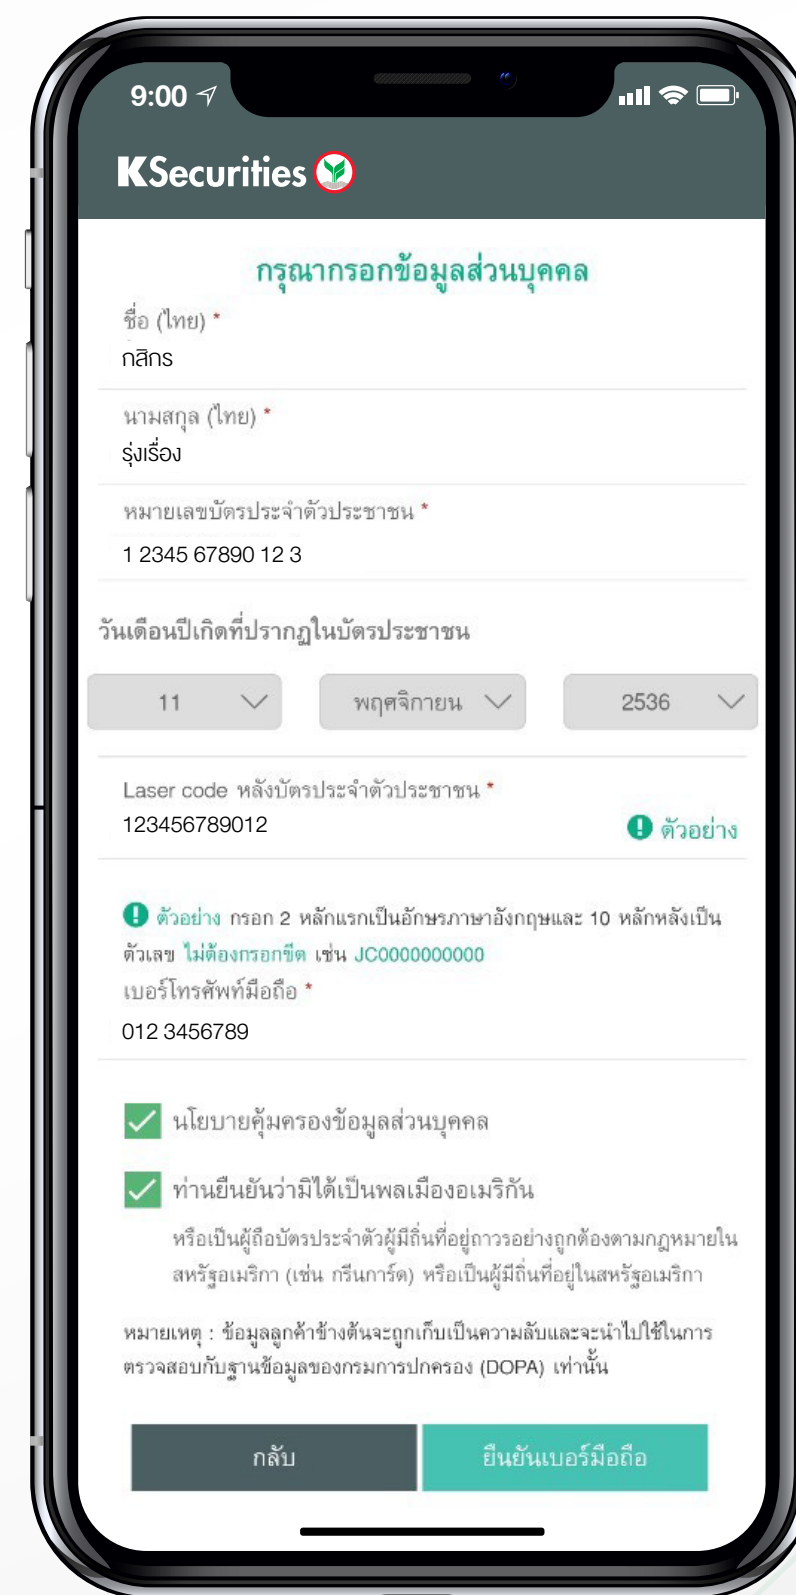 9:00
KSecurities
กรุณากรอกข้อมูลส่วนบุคคล
ชื่อ (ไทย) *
กสิกร
นามสกุล (ไทย) *
รุ่งเรื่อง
หมายเลขบัตรประจำตัวประชาชน *
1 2345 67890 12 3
วันเดือนปีเกิดที่ปรากฏในบัตรประชาชน
11 พฤศจิกายน 2536
Laser code หลังบัตรประจำตัวประชาชน *
123456789012
ตัวอย่าง
ตัวอย่าง กรอก 2 หลักแรกเป็นอักษรภาษาอังกฤษและ 10 หลักหลังเป็น
ตัวเลข ไม่ต้องกรอกขีด เช่น JC0000000000
เบอร์โทรศัพท์มือถือ *
012 3456789
นโยบายคุ้มครองข้อมูลส่วนบุคคล
ท่านยืนยันว่ามิได้เป็นพลเมืองอเมริกัน
หรือเป็นผู้ถือบัตรประจำตัวผู้มีถิ่นที่อยู่ถาวรอย่างถูกต้องตามกฎหมายใน
สหรัฐอเมริกา (เช่น กรีนการ์ด) หรือเป็นผู้มีถิ่นที่อยู่ในสหรัฐอเมริกา
หมายเหตุ : ข้อมูลลูกค้าข้างต้นจะถูกเก็บเป็นความลับและจะนำไปใช้ในการ
ตรวจสอบกับฐานข้อมูลของกรมการปกครอง (DOPA) เท่านั้น
กลับ
ยืนยันเบอร์มือถือ